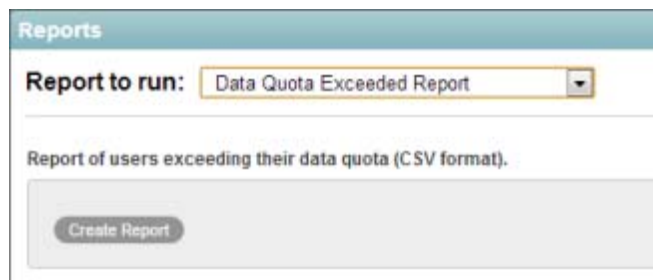 Reports
Report to run: Data Quota Exceeded Report
Report of users exceeding their data quota (CSV format).
Create Report